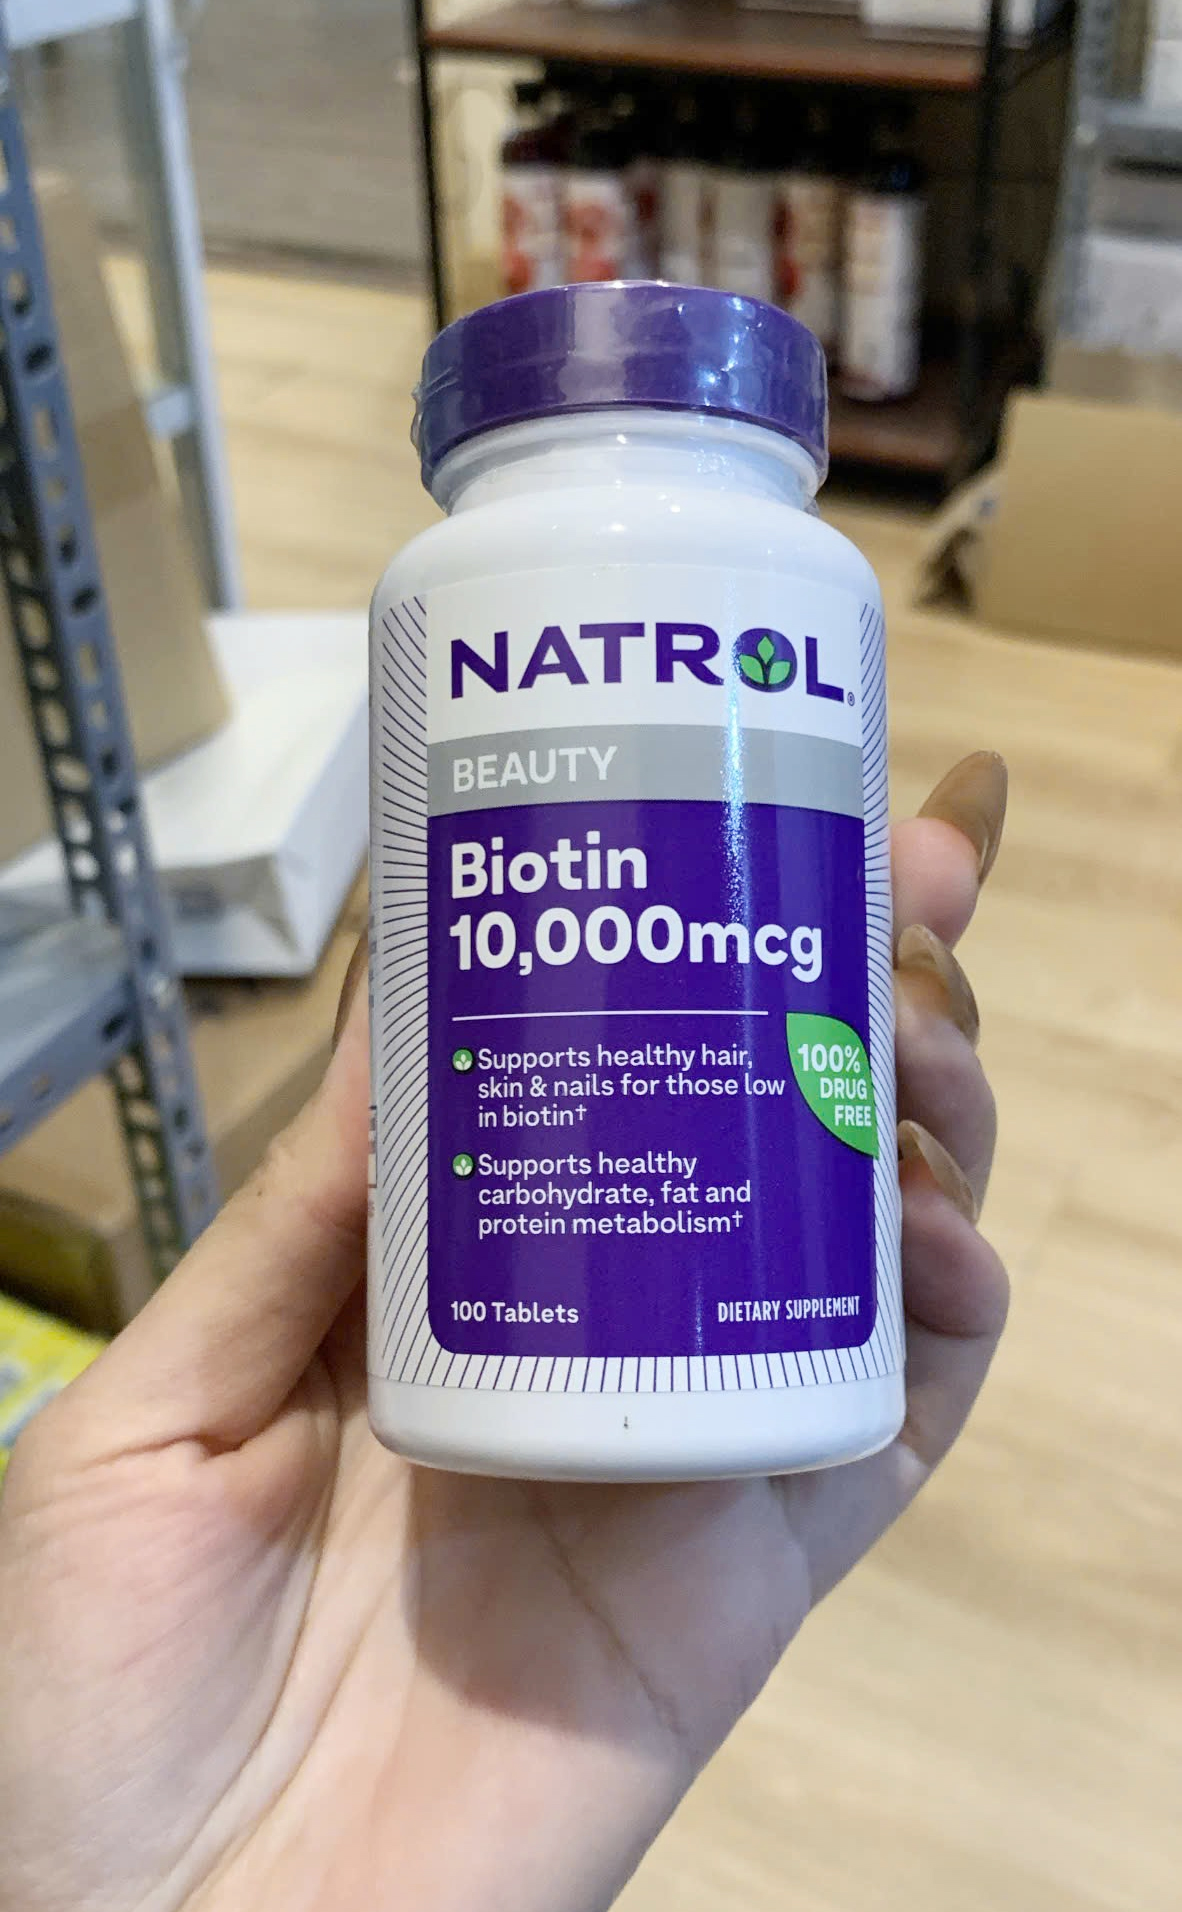 NATROL®
BEAUTY
Biotin
10,000mcg
Supports healthy hair,
skin & nails for those low
in biotin†
100%
DRUG
FREE
Supports healthy
carbohydrate, fat and
protein metabolism†
100 Tablets
DIETARY SUPPLEMENT